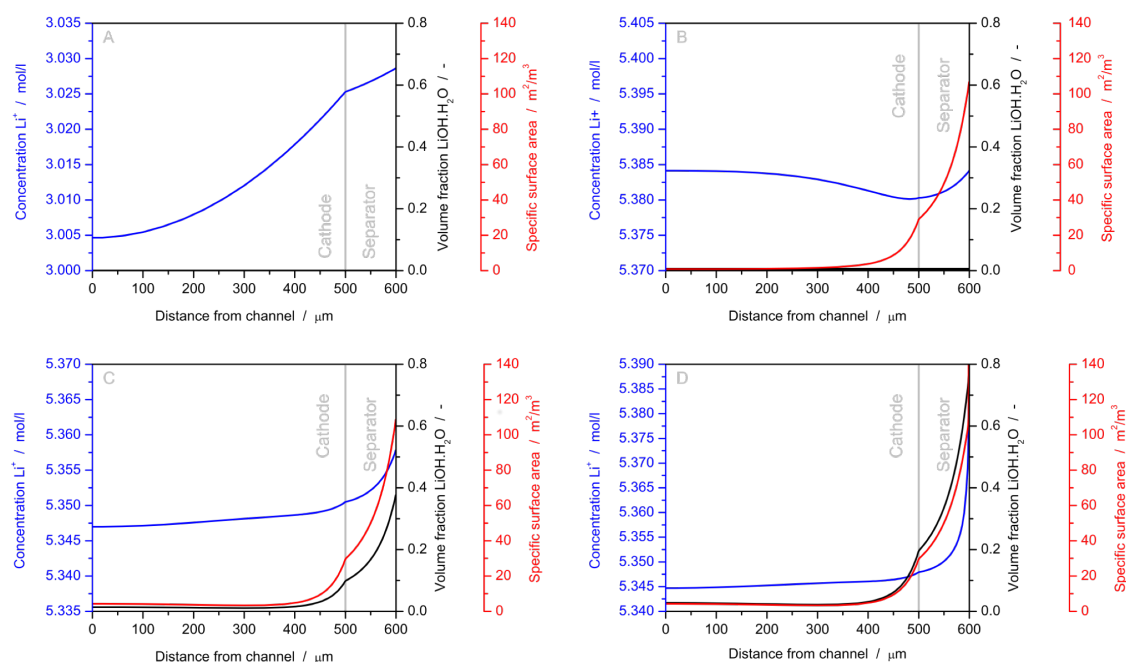 A
3.035
3.030
3.025
3.020
3.015
3.010
3.005
3.000
Concentration Li⁺ / mol/l
0 100 200 300 400 500 600
Distance from channel / μm
Cathode
Separator
0.8
0.6
0.4
0.2
0.0
Volume fraction LiOH.H₂O / -
140
120
100
80
60
40
20
0
Specific surface area / m²/m³
B
5.405
5.400
5.395
5.390
5.384
5.380
5.375
5.370
Concentration Li+ / mol/l
0 100 200 300 400 500 600
Distance from channel / μm
Cathode
Separator
0.8
0.6
0.4
0.2
0.0
Volume fraction LiOH.H₂O / -
140
120
100
80
60
40
20
0
Specific surface area / m²/m³
C
5.370
5.365
5.360
5.355
5.350
5.345
5.340
5.335
Concentration Li⁺ / mol/l
0 100 200 300 400 500 600
Distance from channel / μm
Cathode
Separator
0.8
0.6
0.4
0.2
0.0
Volume fraction LiOH.H₂O / -
140
120
100
80
60
40
20
0
Specific surface area / m²/m³
D
5.390
5.384
5.380
5.376
5.370
5.365
5.360
5.355
5.350
5.345
5.340
Concentration Li⁺ / mol/l
0 100 200 300 400 500 600
Distance from channel / μm
Cathode
Separator
0.8
0.6
0.4
0.2
0.0
Volume fraction LiOH.H₂O / -
140
120
100
80
60
40
20
0
Specific surface area / m²/m³